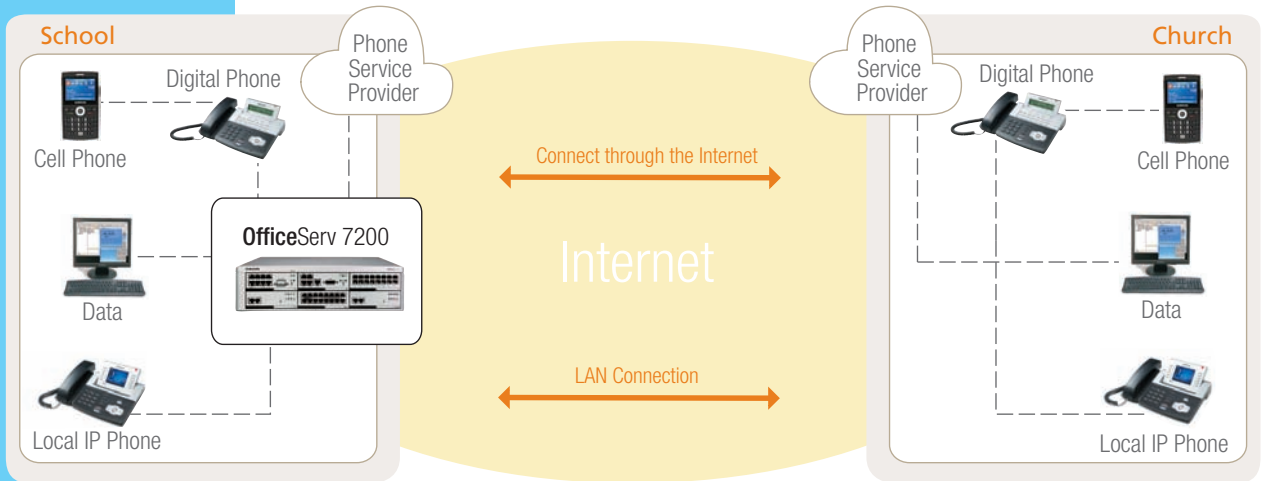 School
Phone
Service
Provider
Digital Phone
Cell Phone
OfficeServ 7200
Data
Local IP Phone
Connect through the Internet
Internet
LAN Connection
Church
Phone
Service
Provider
Digital Phone
Cell Phone
Data
Local IP Phone